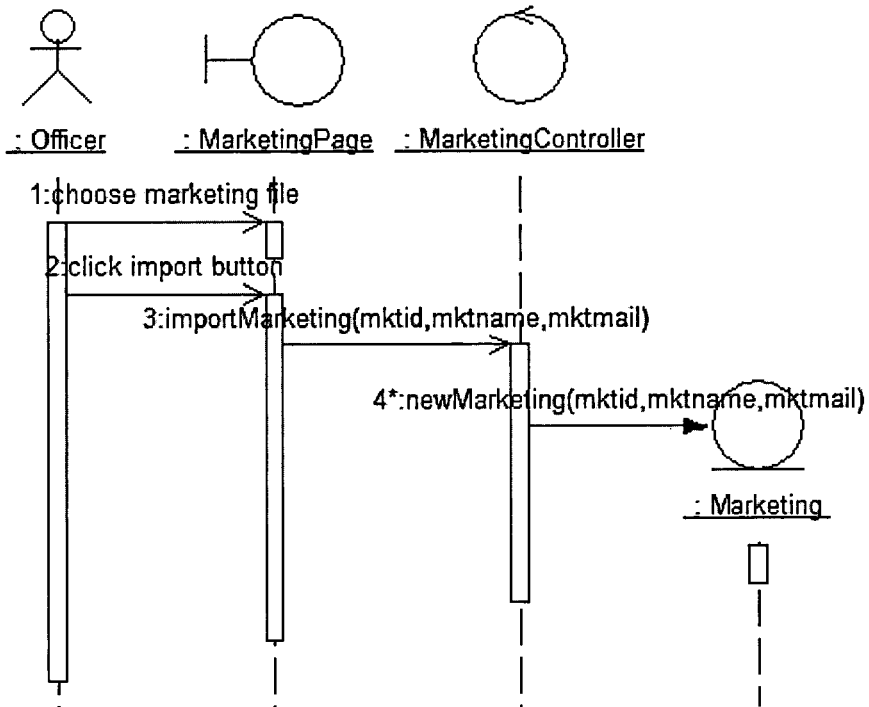 : Officer
: MarketingPage
: MarketingController
1:choose marketing file
2:click import button
3:importMarketing(mktid,mktname,mktmail)
4*:newMarketing(mktid,mktname,mktmail)
: Marketing